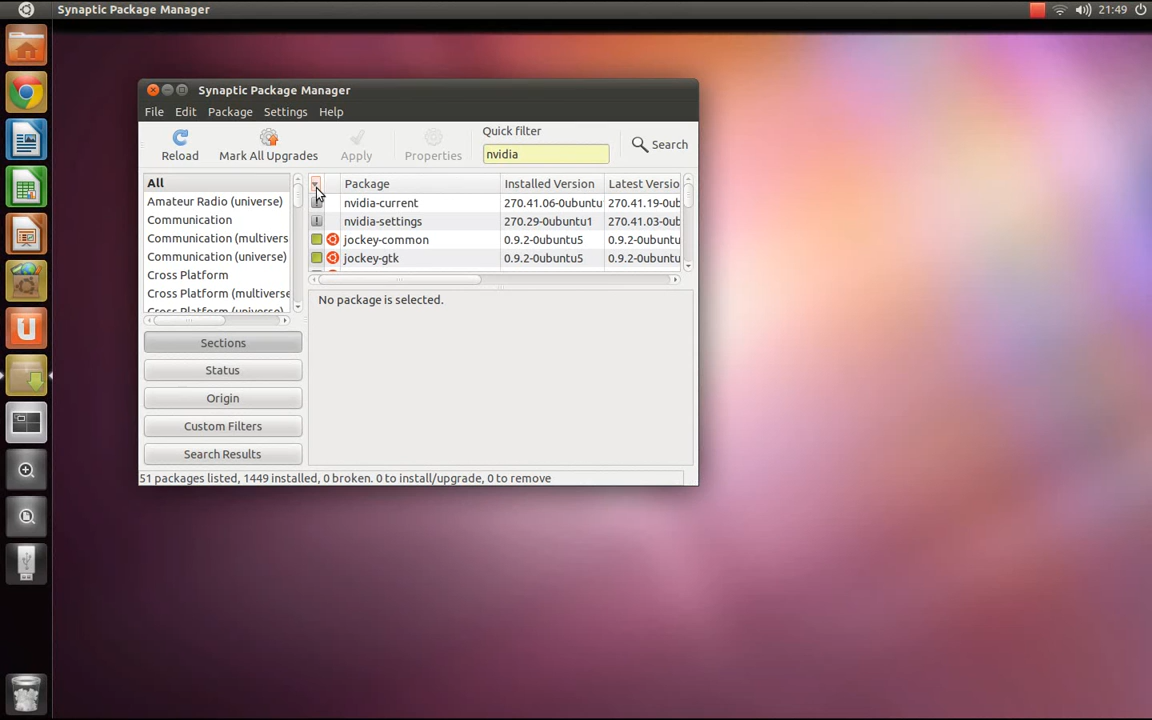 Synaptic Package Manager
21:49
Synaptic Package Manager
File Edit Package Settings Help
Reload
Mark All Upgrades
Apply
Properties
Quick filter
nvidia
Search
All
Amateur Radio (universe)
Communication
Communication (multivers
Communication (universe)
Cross Platform
Cross Platform (multiverse
Cross Platform (universe)
Package Installed Version Latest Versio
nvidia-current 270.41.06-0ubuntu 270.41.19-0ub
nvidia-settings 270.29-0ubuntu1 270.41.03-0ub
jockey-common 0.9.2-0ubuntu5 0.9.2-0ubuntu
jockey-gtk 0.9.2-0ubuntu5 0.9.2-0ubuntu
No package is selected.
Sections
Status
Origin
Custom Filters
Search Results
51 packages listed, 1449 installed, 0 broken. 0 to install/upgrade, 0 to remove